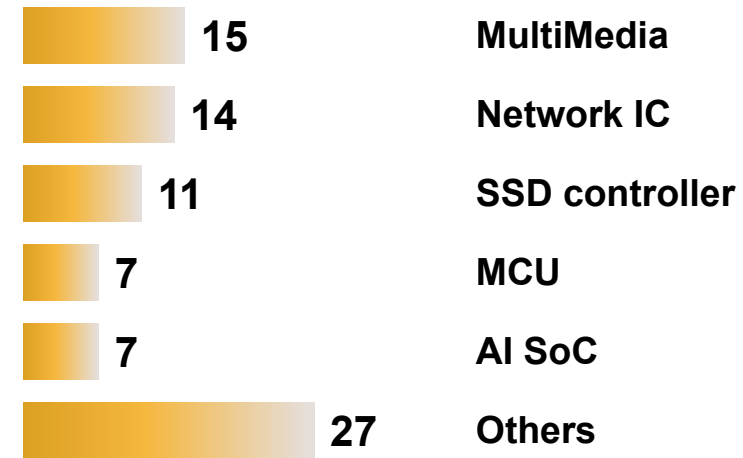 15 MultiMedia
14 Network IC
11 SSD controller
7 MCU
7 AI SoC
27 Others